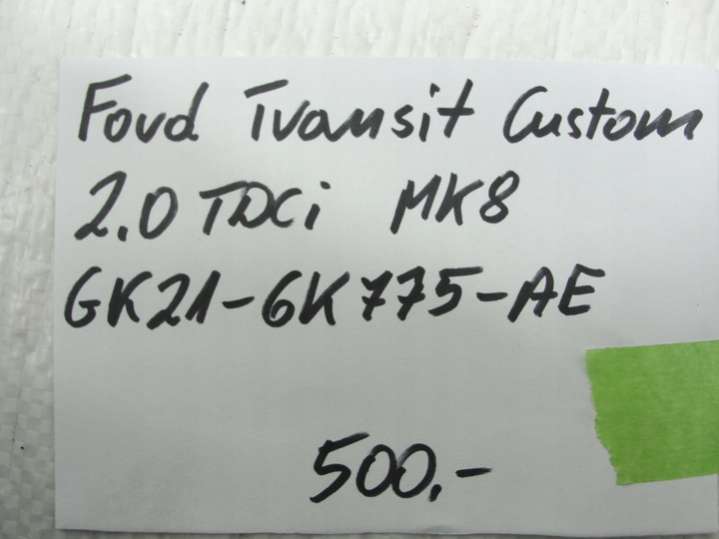 Ford Transit Custom
2.0 TDCi MK8
GK21-6K775-AE
500,-